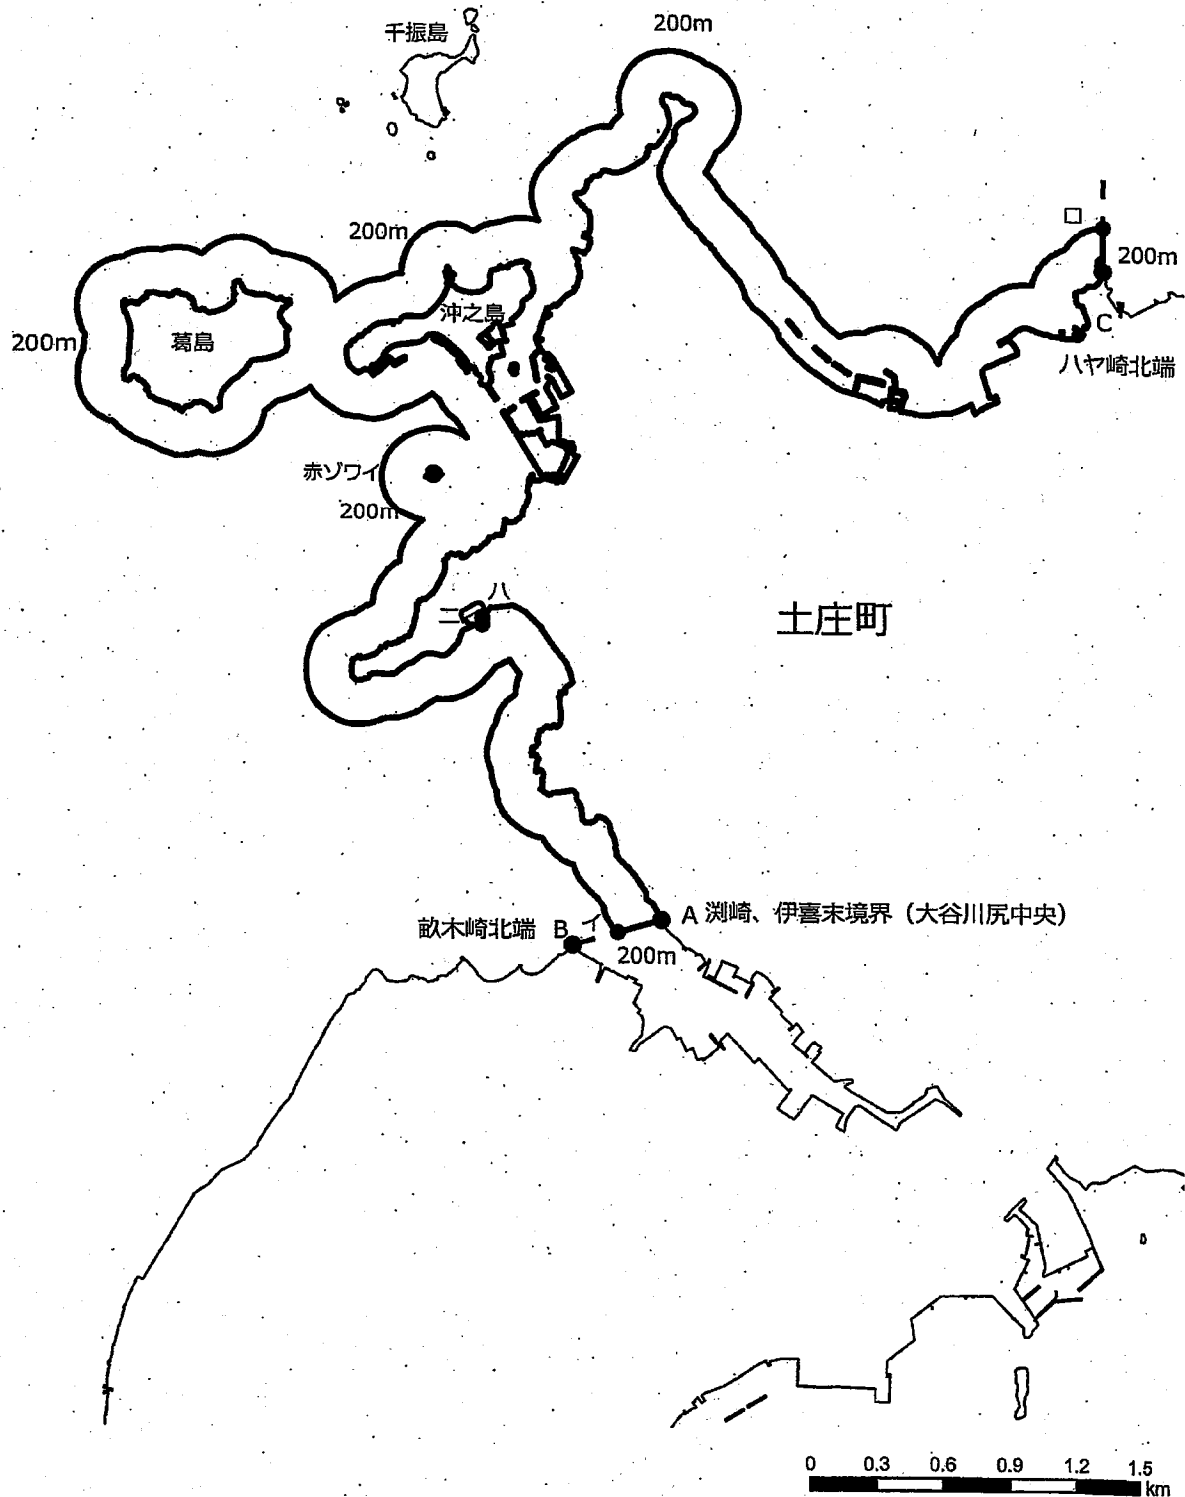 200m
千振島
ロ
200m
200m
沖之島
200m
葛島
C
ハヤ崎北端
赤ゾワイ
200m
ハ
ニ
土庄町
A 渕崎、伊喜末境界（大谷川尻中央）
畝木崎北端 B イ
200m
0 0.3 0.6 0.9 1.2 1.5
km